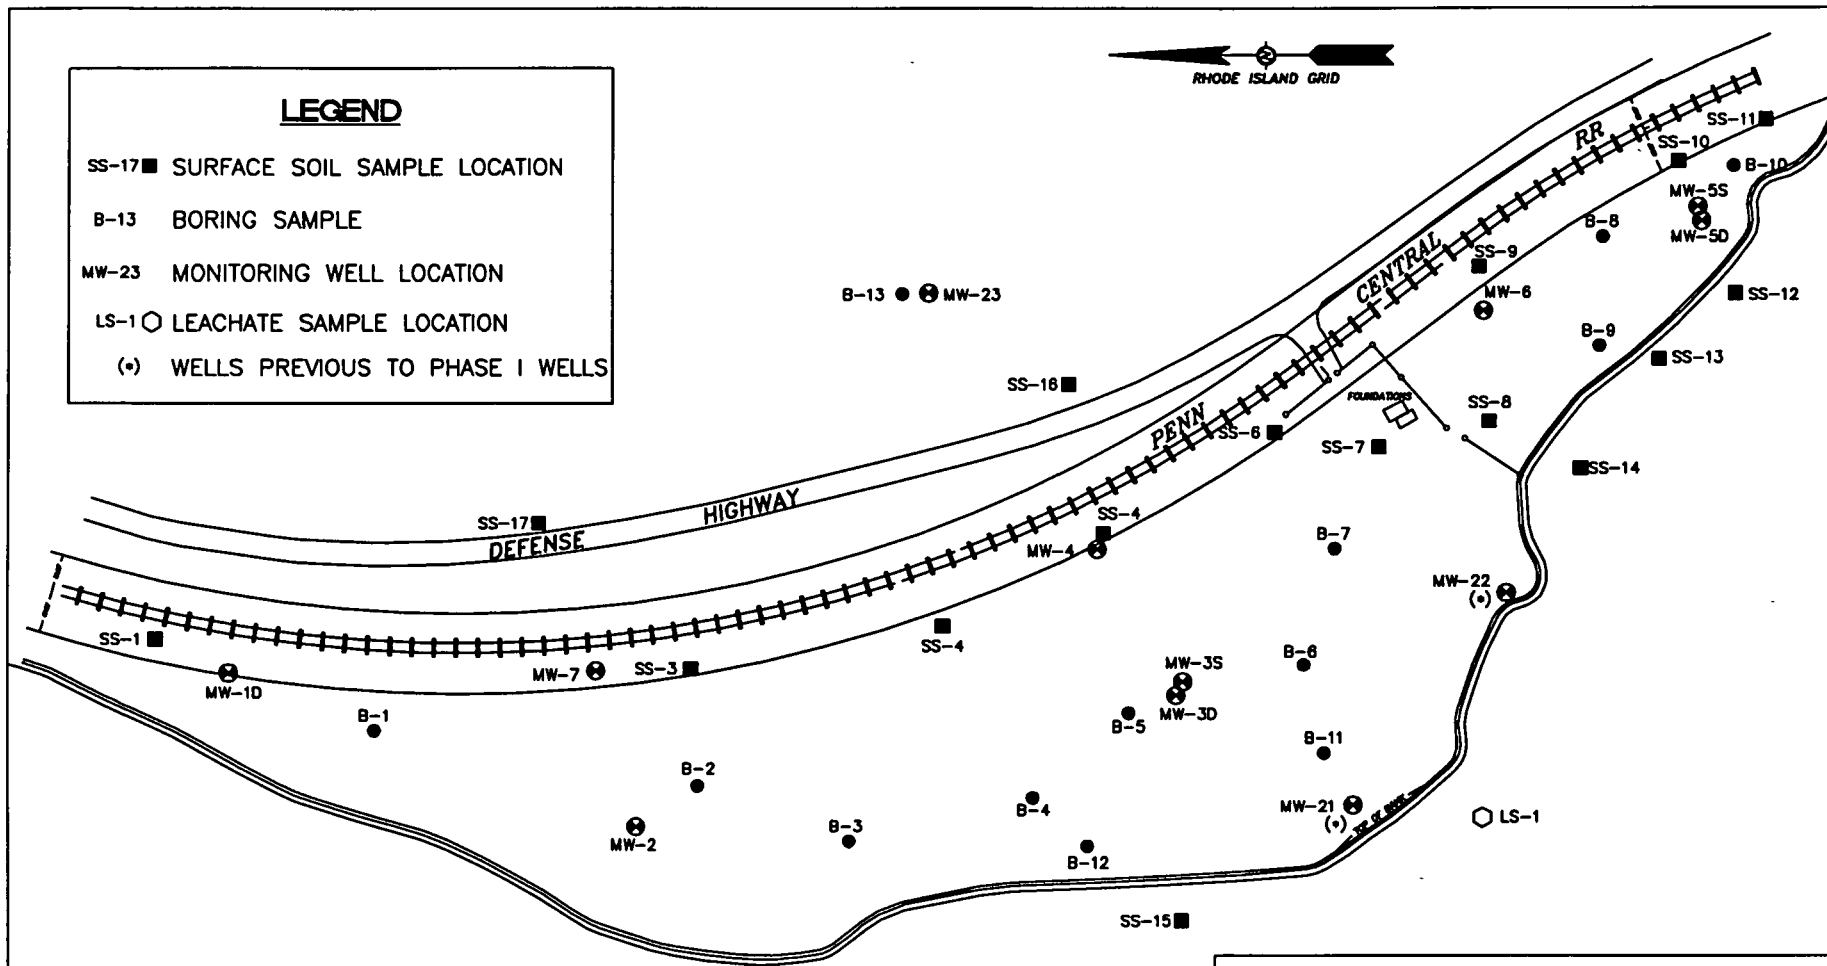 RHODE ISLAND GRID
LEGEND
SS-17 SURFACE SOIL SAMPLE LOCATION
B-13 BORING SAMPLE
MW-23 MONITORING WELL LOCATION
LS-1 LEACHATE SAMPLE LOCATION
(•) WELLS PREVIOUS TO PHASE I WELLS
RR
SS-11
SS-10
B-10
MW-5S
MW-5D
B-8
CENTRAL
SS-9
B-13
MW-23
MW-6
SS-12
B-9
SS-13
SS-16
FOUNDATIONS
SS-8
PENN
SS-6
SS-7
SS-14
HIGHWAY
SS-17
DEFENSE
SS-4
MW-4
B-7
MW-22
(•)
SS-1
SS-4
MW-7
SS-3
MW-1D
MW-3S
B-6
MW-3D
B-5
B-1
B-11
B-2
B-4
MW-21
(•)
TOP OF BANK
LS-1
MW-2
B-3
B-12
SS-15